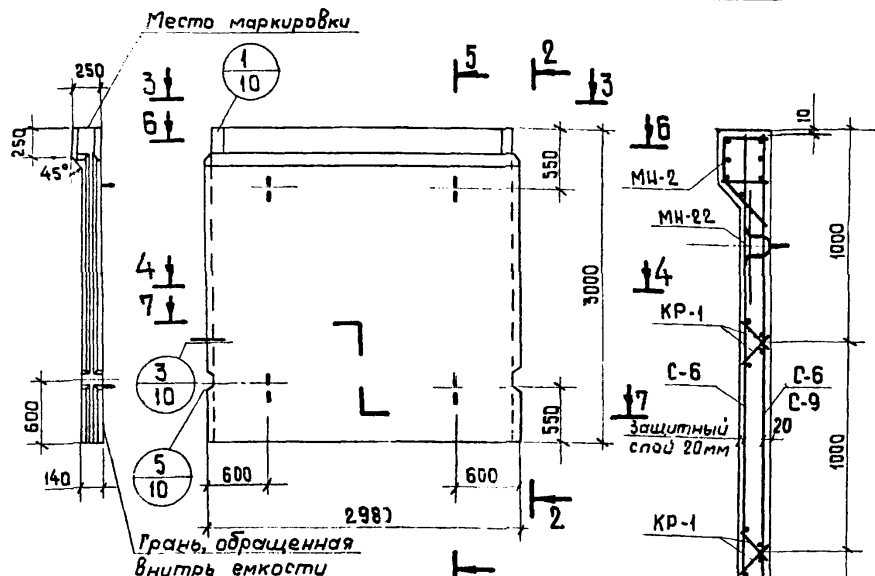 Место маркировки
250
1
10
5
2
3
3
6
6
10
250
45°
550
МН-2
МН-22
1000
4
4
7
3000
КР-1
3
10
С-6
С-6
С-9
7
Защитный
слой 20мм
20
600
550
5
10
140
600
600
1000
2
Грань, обращенная
внутрь емкости
КР-1